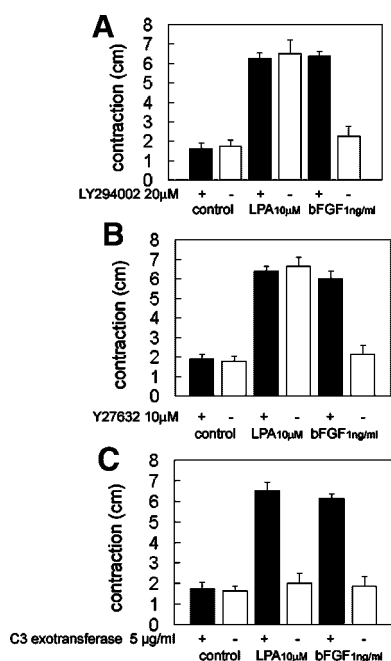 A
contraction (cm)
8
7
6
5
4
3
2
1
0
LY294002 20μM + - + - + -
control LPA10μM bFGF1ng/ml
B
contraction (cm)
8
7
6
5
4
3
2
1
0
Y27632 10μM + - + - + -
control LPA10μM bFGF1ng/ml
C
contraction (cm)
8
7
6
5
4
3
2
1
0
C3 exotransferase 5 μg/ml + - + - + -
control LPA10μM bFGF1ng/ml